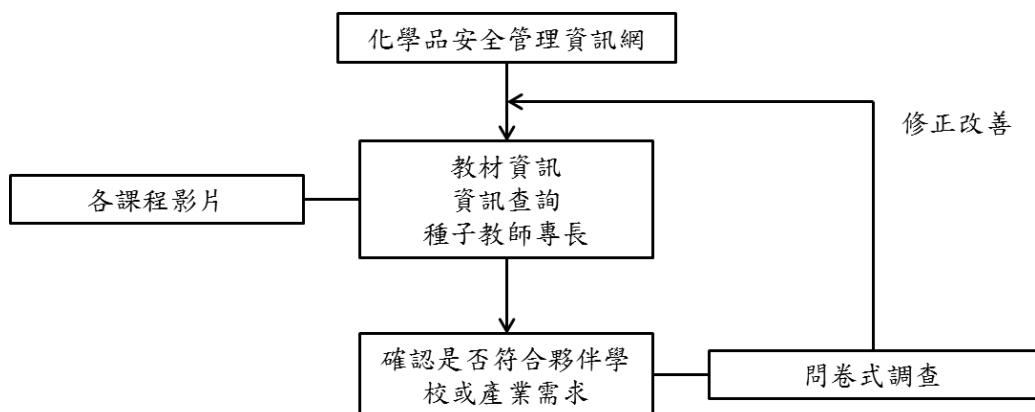 化學品安全管理資訊網
修正改善
教材資訊
資訊查詢
種子教師專長
各課程影片
確認是否符合夥伴學
校或產業需求
問卷式調查